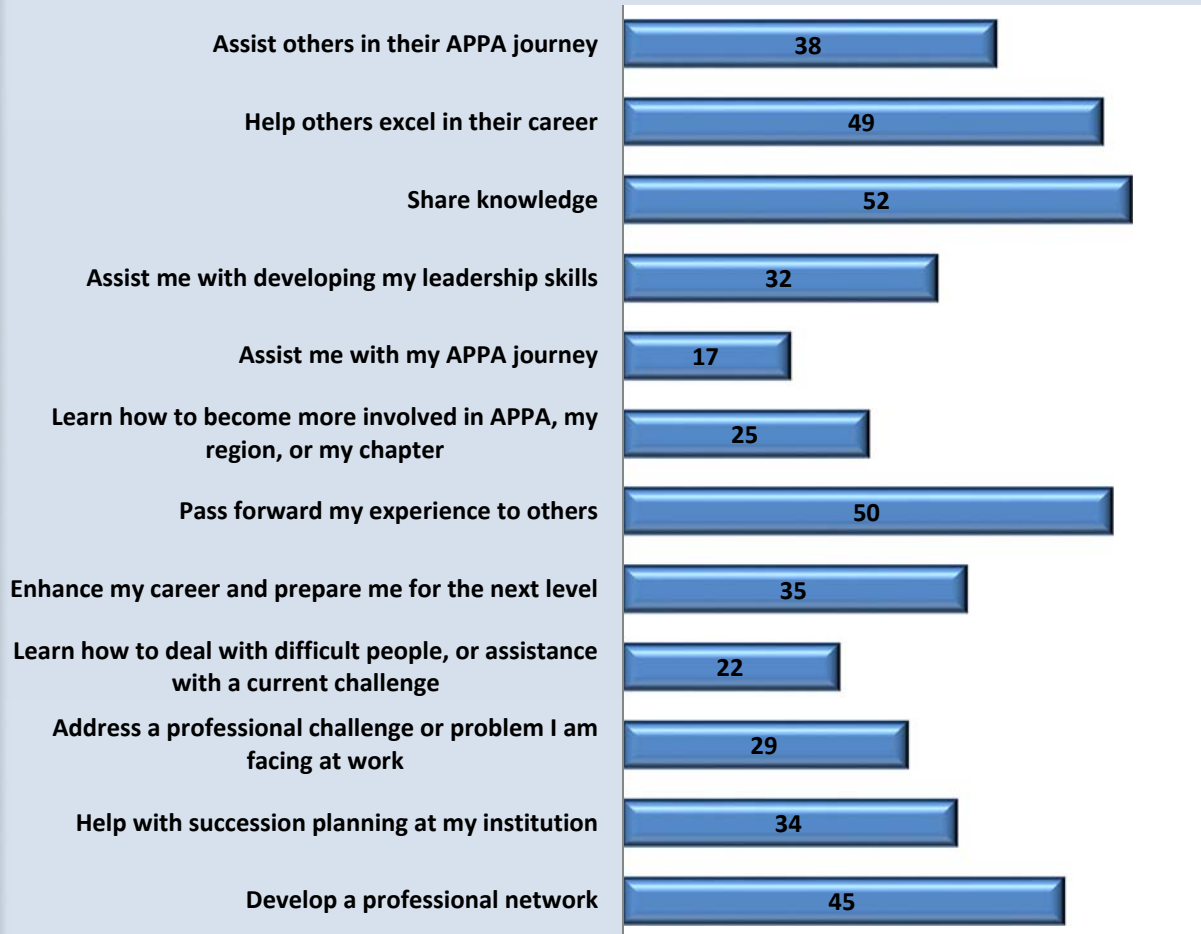 Assist others in their APPA journey
38
Help others excel in their career
49
Share knowledge
52
Assist me with developing my leadership skills
32
Assist me with my APPA journey
17
Learn how to become more involved in APPA, my
region, or my chapter
25
Pass forward my experience to others
50
Enhance my career and prepare me for the next level
35
Learn how to deal with difficult people, or assistance
with a current challenge
22
Address a professional challenge or problem I am
facing at work
29
Help with succession planning at my institution
34
Develop a professional network
45